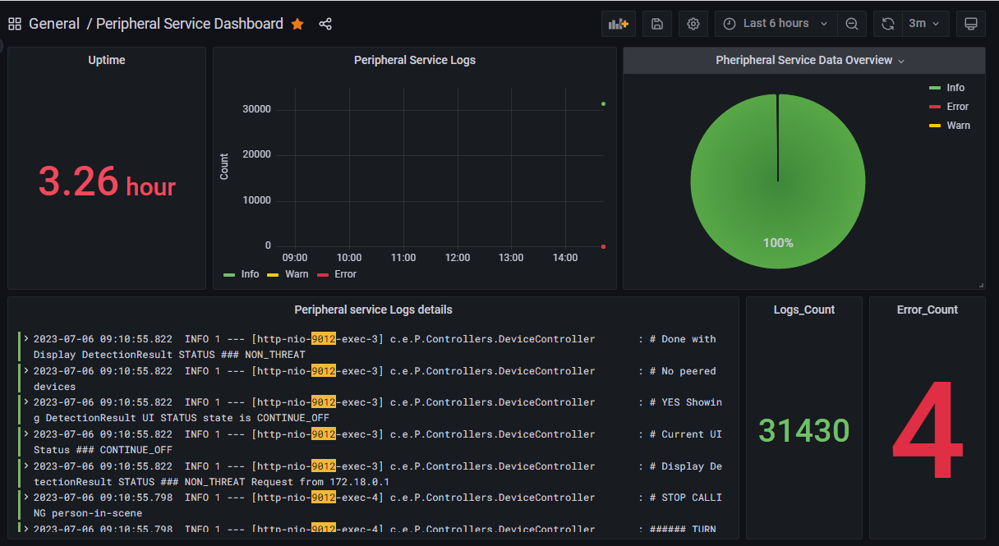 General / Peripheral Service Dashboard
Last 6 hours
3m
Uptime
3.26 hour
Peripheral Service Logs
30000
20000
10000
0
Count
09:00 10:00 11:00 12:00 13:00 14:00
Info Warn Error
Pheripheral Service Data Overview
Info
Error
Warn
100%
Peripheral service Logs details
2023-07-06 09:10:55.822 INFO 1 --- [http-nio-9012-exec-3] c.e.P.Controllers.DeviceController : # Done with
Display DetectionResult STATUS ### NON_THREAT
2023-07-06 09:10:55.822 INFO 1 --- [http-nio-9012-exec-3] c.e.P.Controllers.DeviceController : # No peered
devices
2023-07-06 09:10:55.822 INFO 1 --- [http-nio-9012-exec-3] c.e.P.Controllers.DeviceController : # YES Showin
g DetectionResult UI STATUS state is CONTINUE_OFF
2023-07-06 09:10:55.822 INFO 1 --- [http-nio-9012-exec-3] c.e.P.Controllers.DeviceController : # Current UI
Status ### CONTINUE_OFF
2023-07-06 09:10:55.822 INFO 1 --- [http-nio-9012-exec-3] c.e.P.Controllers.DeviceController : # Display De
tectionResult STATUS ### NON_THREAT Request from 172.18.0.1
2023-07-06 09:10:55.798 INFO 1 --- [http-nio-9012-exec-4] c.e.P.Controllers.DeviceController : # STOP CALLI
NG person-in-scene
2023-07-06 09:10:55.798 INFO 1 --- [http-nio-9012-exec-4] c.e.P.Controllers.DeviceController : ###### TURN
Logs_Count
31430
Error_Count
4